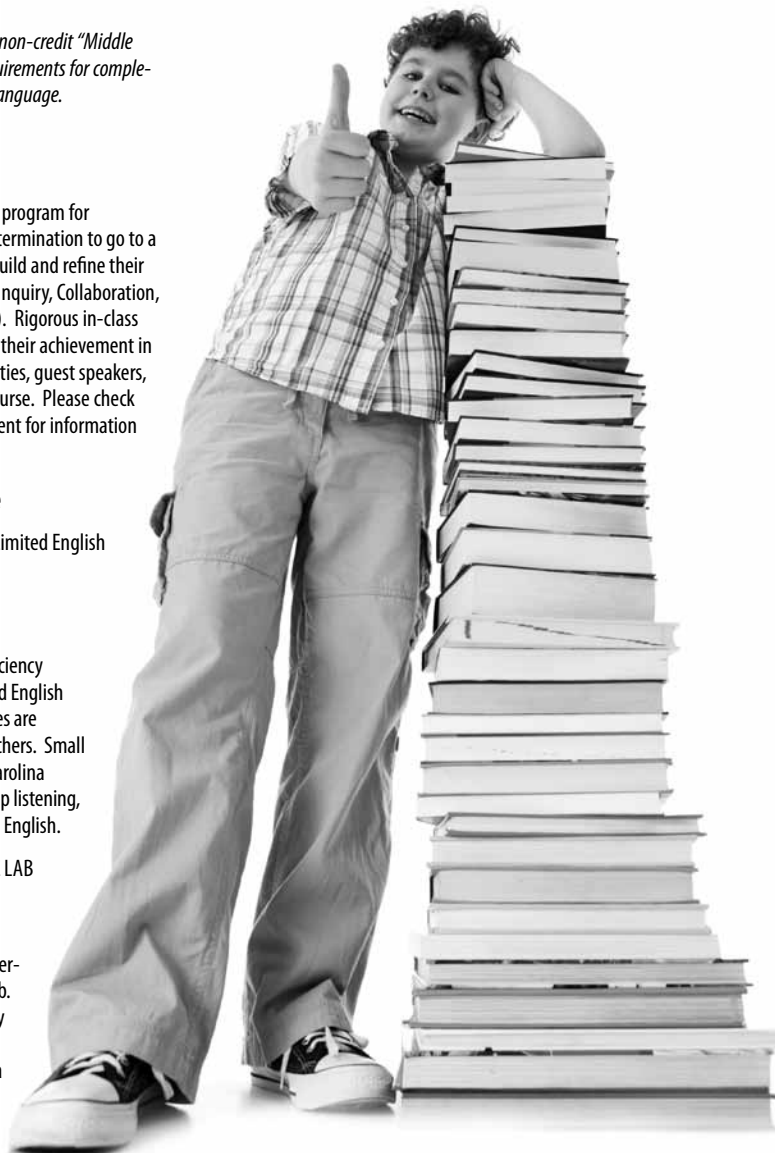 non-credit “Middle
uirements for comple-
anguage.
program for
termination to go to a
uild and refine their
nquiry, Collaboration,
). Rigorous in-class
their achievement in
ties, guest speakers,
urse. Please check
ent for information
imited English
ciency
d English
es are
thers. Small
arolina
p listening,
English.
LAB
er-
b.
y